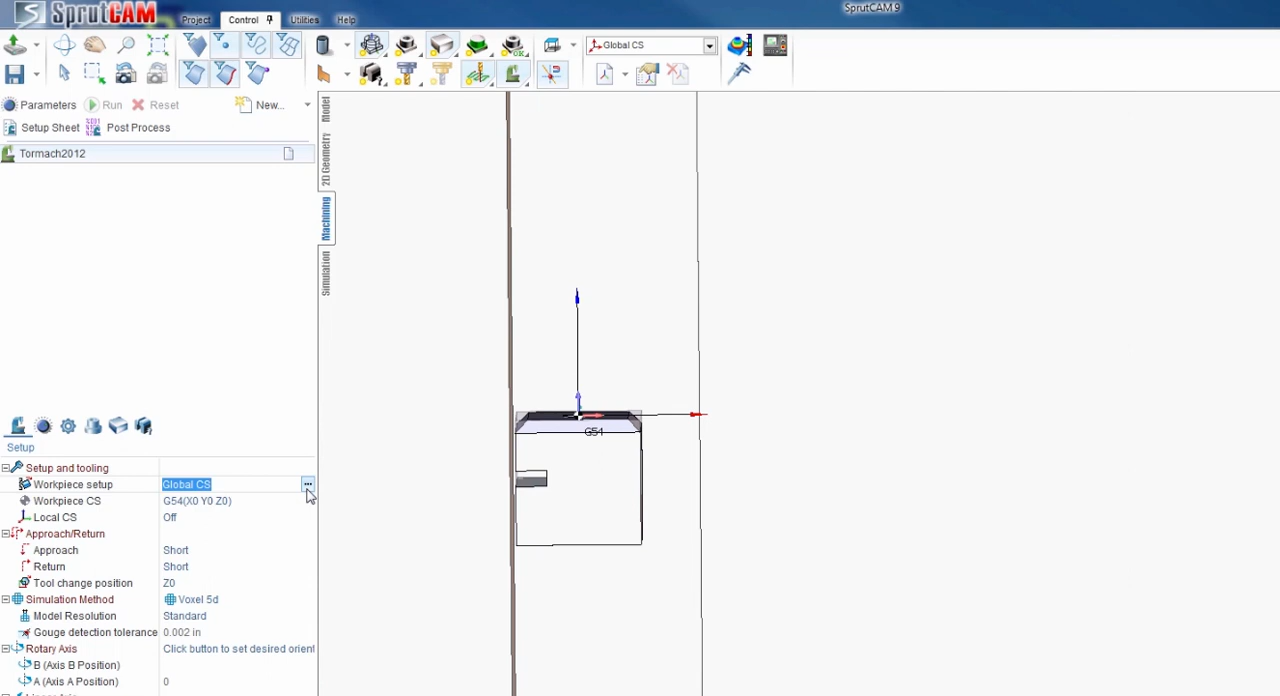 SprutCAM
SprutCAM 9
Project
Control
Utilities
Help
Global CS
Parameters
Run
Reset
New...
Setup Sheet
Post Process
Tormach2012
Model
2D Geometry
Machining
Simulation
G54
Setup
Setup and tooling
Workpiece setup Global CS ...
Workpiece CS G54(X0 Y0 Z0)
Local CS Off
Approach/Return
Approach Short
Return Short
Tool change position Z0
Simulation Method Voxel 5d
Model Resolution Standard
Gouge detection tolerance 0.002 in
Rotary Axis Click button to set desired orient
B (Axis B Position)
A (Axis A Position) 0